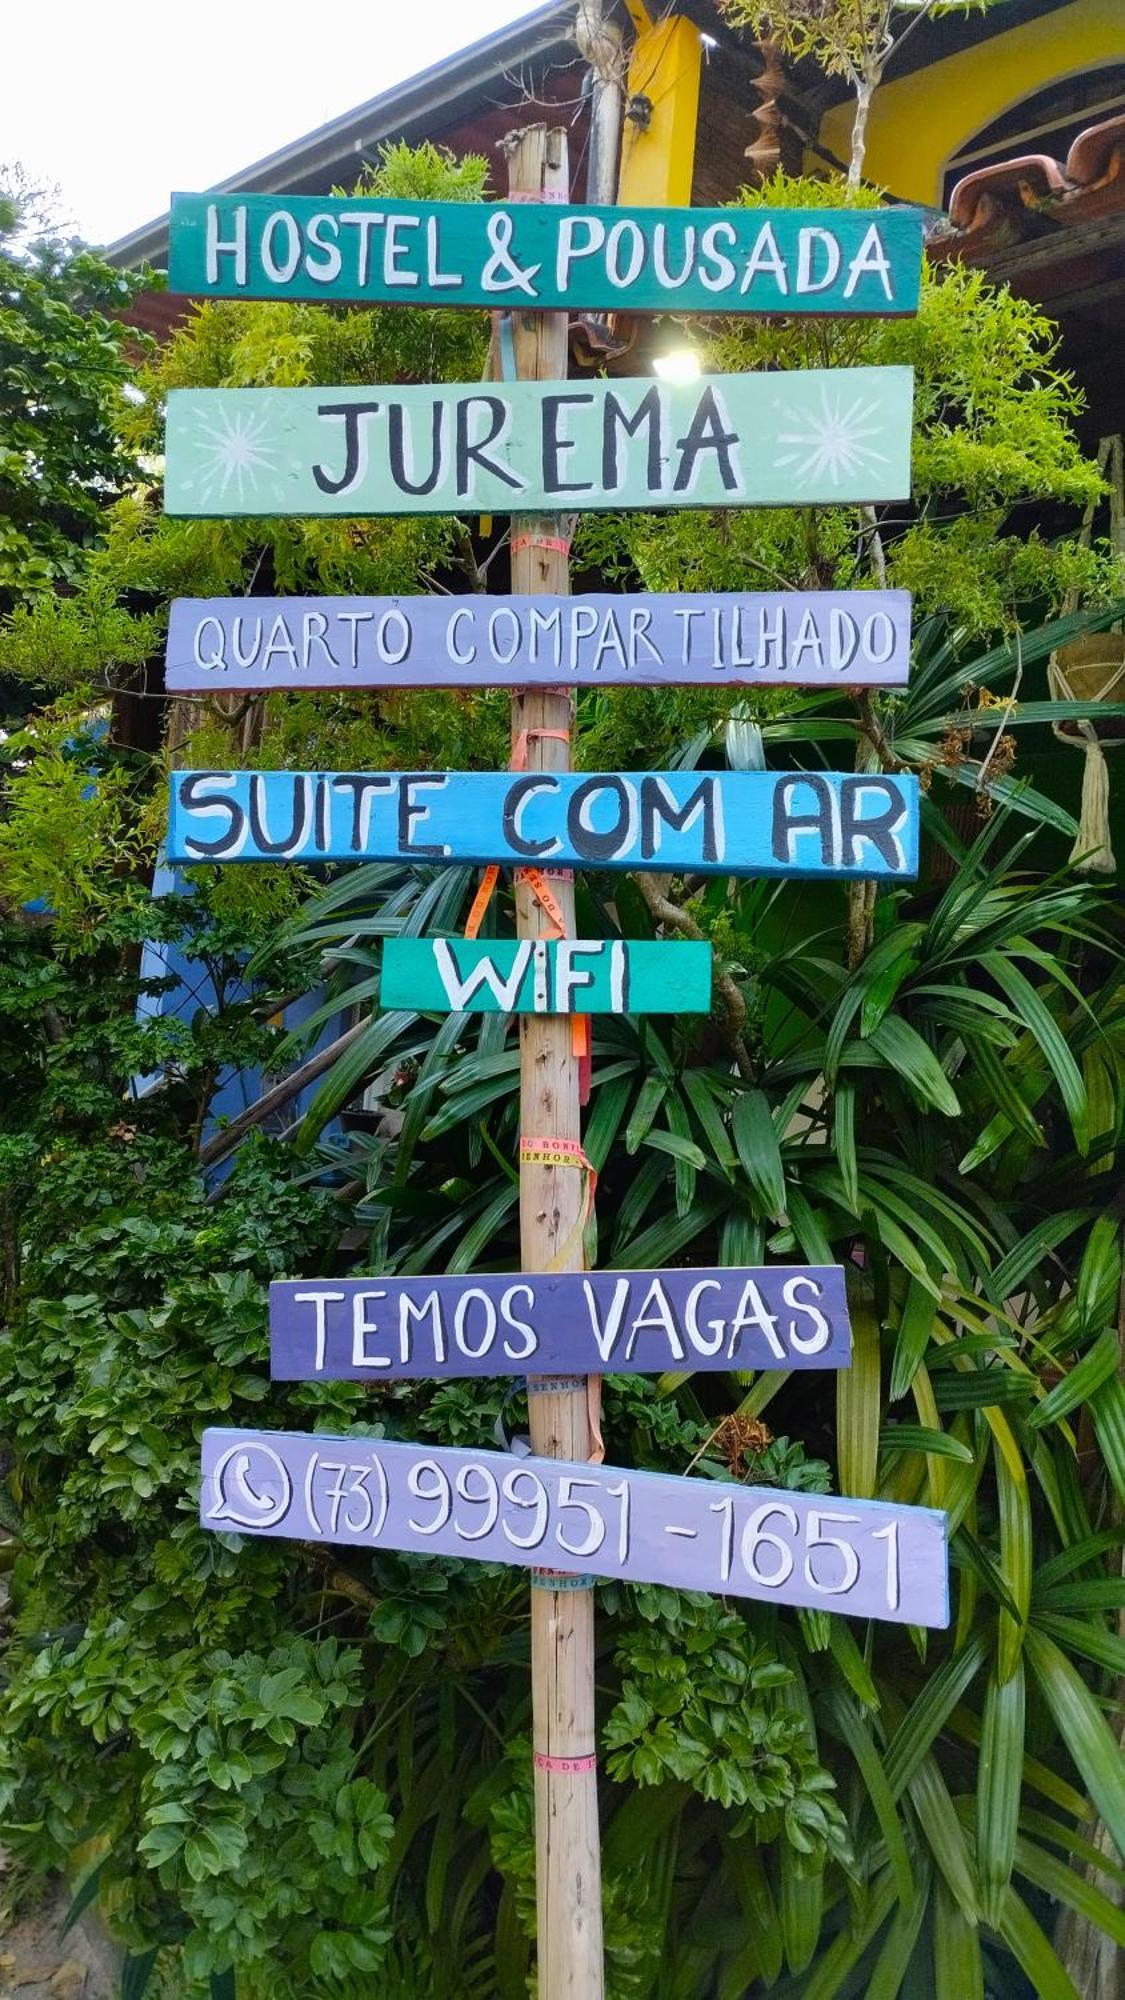 HOSTEL & POUSADA
JUREMA
QUARTO COMPARTILHADO
SUITE COM AR
WIFI
TEMOS VAGAS
(73) 99951-1651